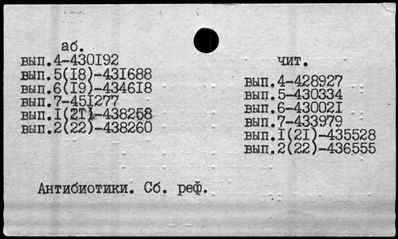 аб.
вып.4-430192
вып.5(18)-431688
вып.6(19)-434618
вып.7-451277
вып.1(21)-438258
вып.2(22)-438260
чит.
вып.4-428927
вып.5-430334
вып.6-430021
вып.7-433979
вып.1(21)-435528
вып.2(22)-436555
Антибиотики. Сб. реф.